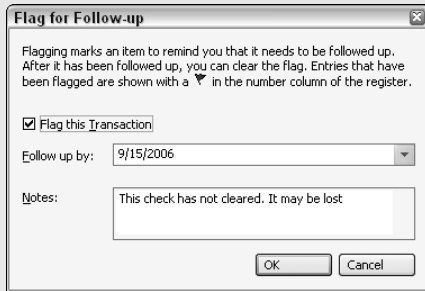 Flag for Follow-up
Flagging marks an item to remind you that it needs to be followed up.
After it has been followed up, you can clear the flag. Entries that have
been flagged are shown with a in the number column of the register.
Flag this Transaction
Follow up by: 9/15/2006
Notes: This check has not cleared. It may be lost
OK Cancel